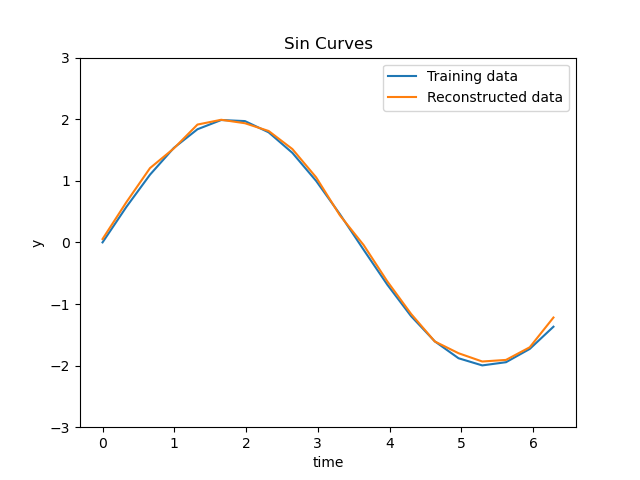 Sin Curves
Training data
Reconstructed data
3
2
1
0
−1
−2
−3
y
0 1 2 3 4 5 6
time